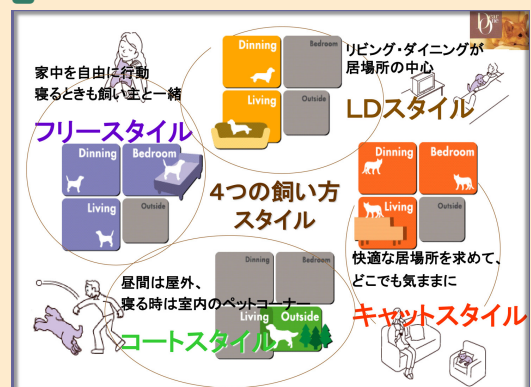 家中を自由に行動
寝るときも飼い主と一緒
フリースタイル
Dinning
Bedroom
Living
Outside
Dinning
Bedroom
Living
Outside
リビング・ダイニングが
居場所の中心
LDスタイル
4つの飼い方
スタイル
Dinning
Bedroom
Living
Outside
快適な居場所を求めて、
どこでも気ままに
キャットスタイル
昼間は屋外、
寝る時は室内のペットコーナー
コートスタイル
Dinning
Bedroom
Living
Outside